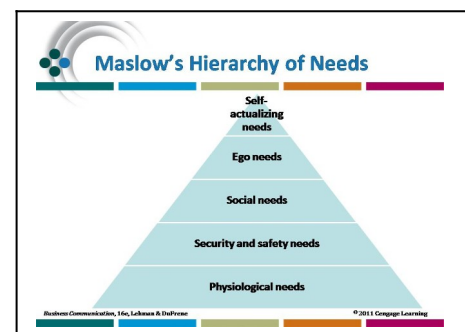 Maslow's Hierarchy of Needs
Self-
actualizing
needs
Ego needs
Social needs
Security and safety needs
Physiological needs
Business Communication, 16e, Lehman & DuFrene
©2011 Cengage Learning